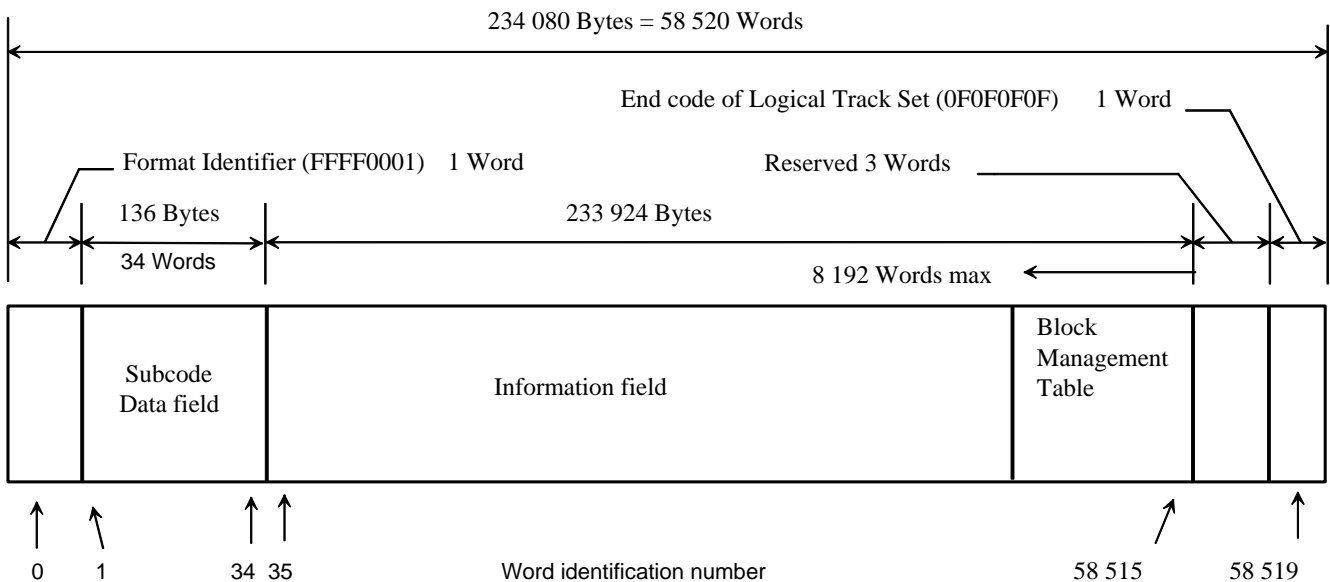 234 080 Bytes = 58 520 Words
End code of Logical Track Set (0F0F0F0F) 1 Word
Format Identifier (FFFF0001) 1 Word
Reserved 3 Words
136 Bytes
233 924 Bytes
34 Words
8 192 Words max
Subcode
Data field
Information field
Block
Management
Table
0 1 34 35 Word identification number 58 515 58 519